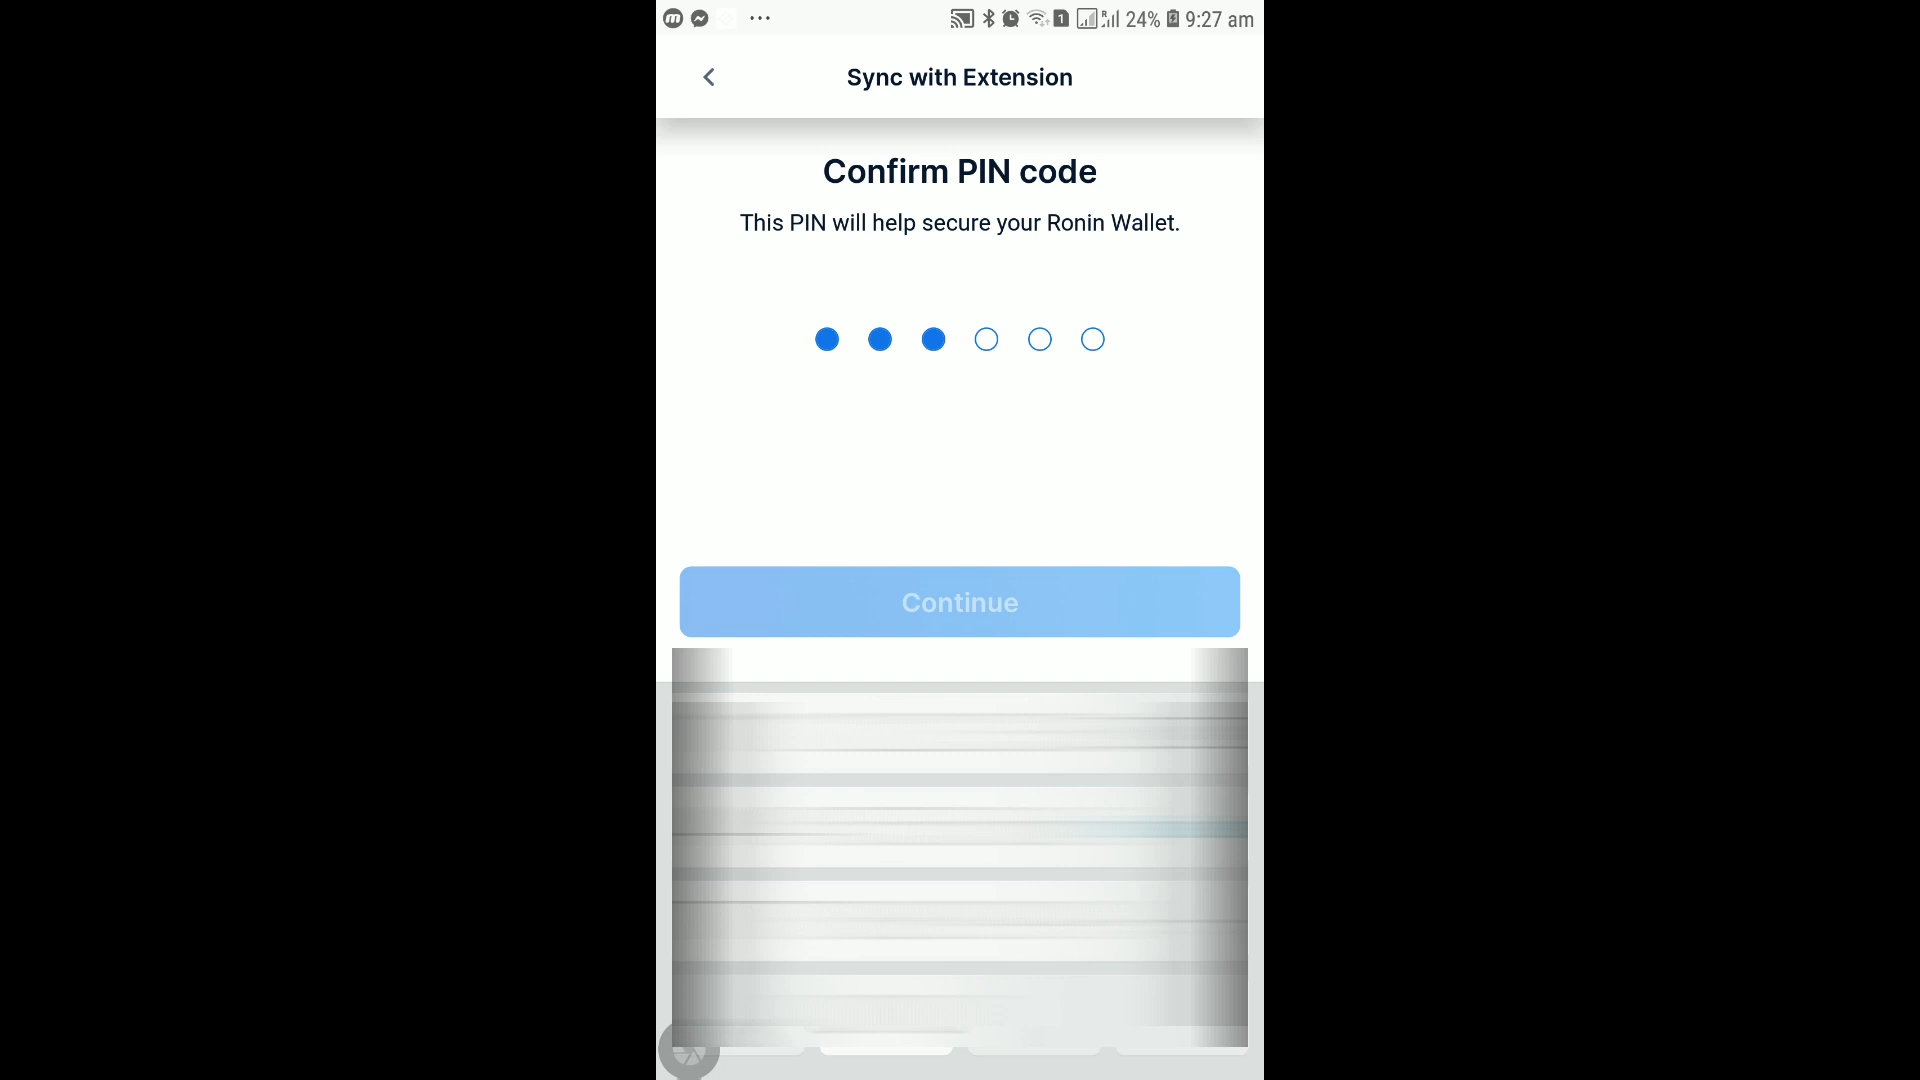 24% 9:27 am
Sync with Extension
Confirm PIN code
This PIN will help secure your Ronin Wallet.
Continue